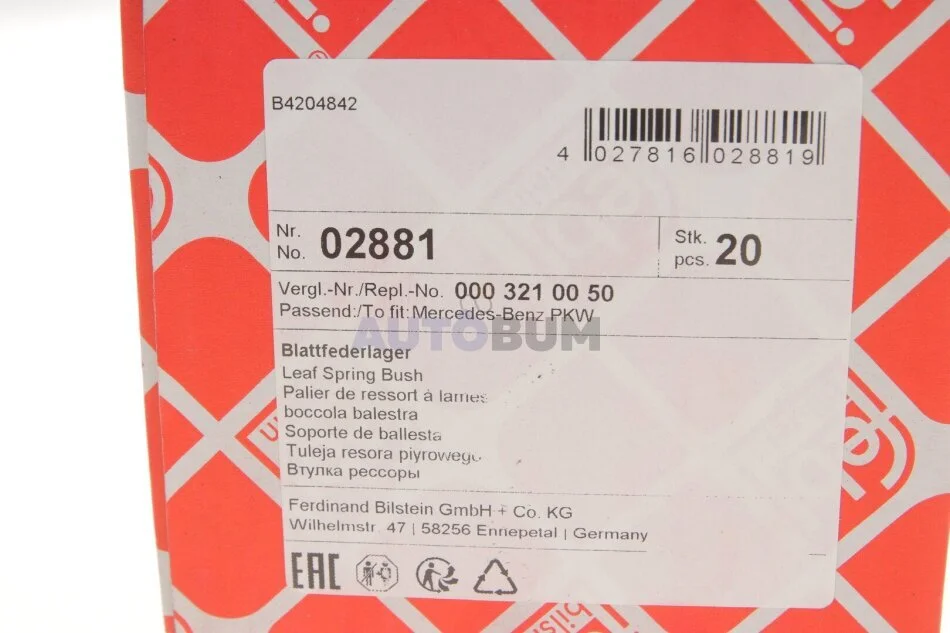 B4204842
4 027816 028819
Nr.
No. 02881
Stk.
pcs. 20
Vergl.-Nr./Repl.-No. 000 321 00 50
Passend:/To fit: Mercedes-Benz PKW
AUTOBUM
Blattfederlager
Leaf Spring Bush
Palier de ressort à lames
boccola balestra
Soporte de ballesta
Tuleja resora piyrowego
Втулка рессоры
Ferdinand Bilstein GmbH + Co. KG
Wilhelmstr. 47 | 58256 Ennepetal | Germany
EAC
febi